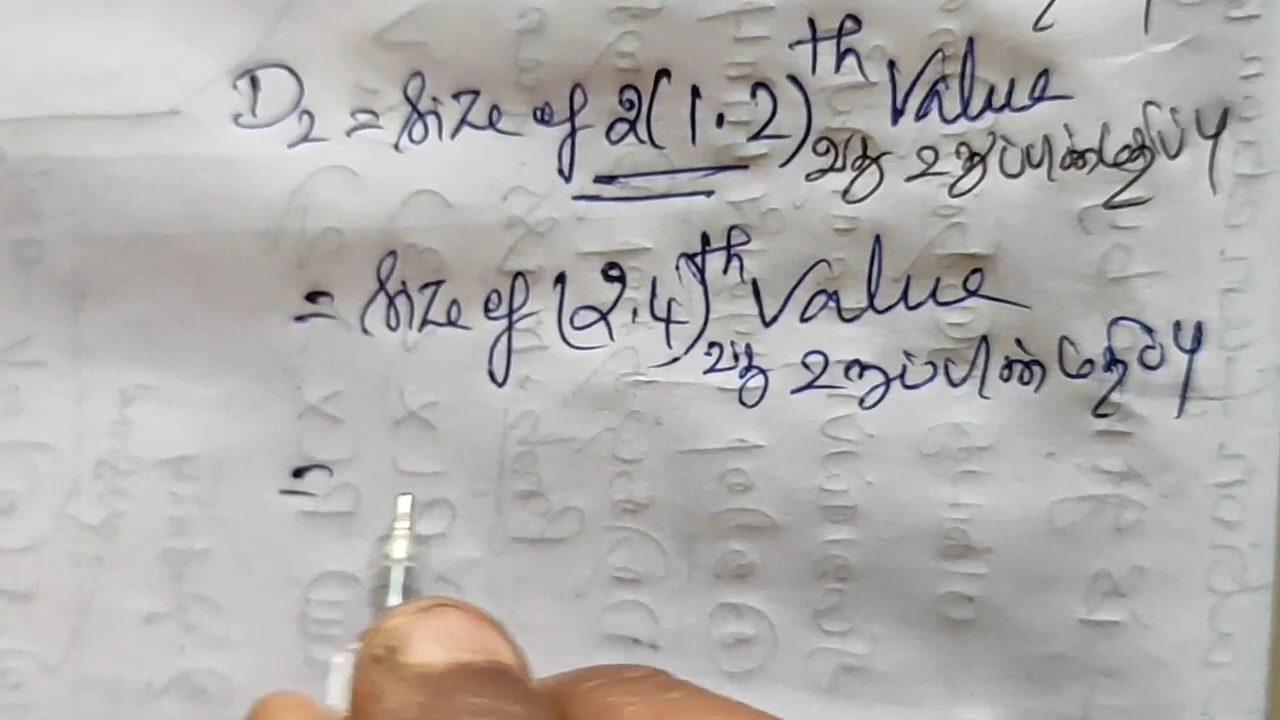 D₂ = Size of 2(1.2)th Value
வது உறுப்பின் மதிப்பு
= Size of (2.4)th Value
வது உறுப்பின் மதிப்பு
=